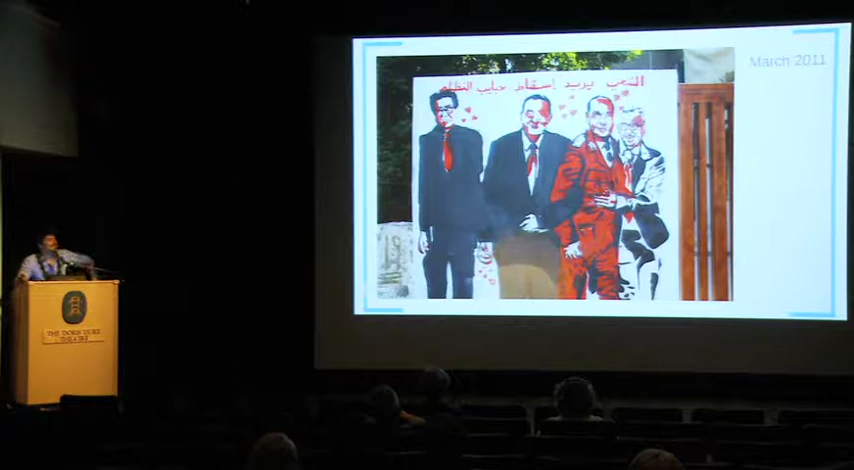 March 2011
الشعب يريد إسقاط حبايب النظام
THE DORIS DUKE
THEATRE